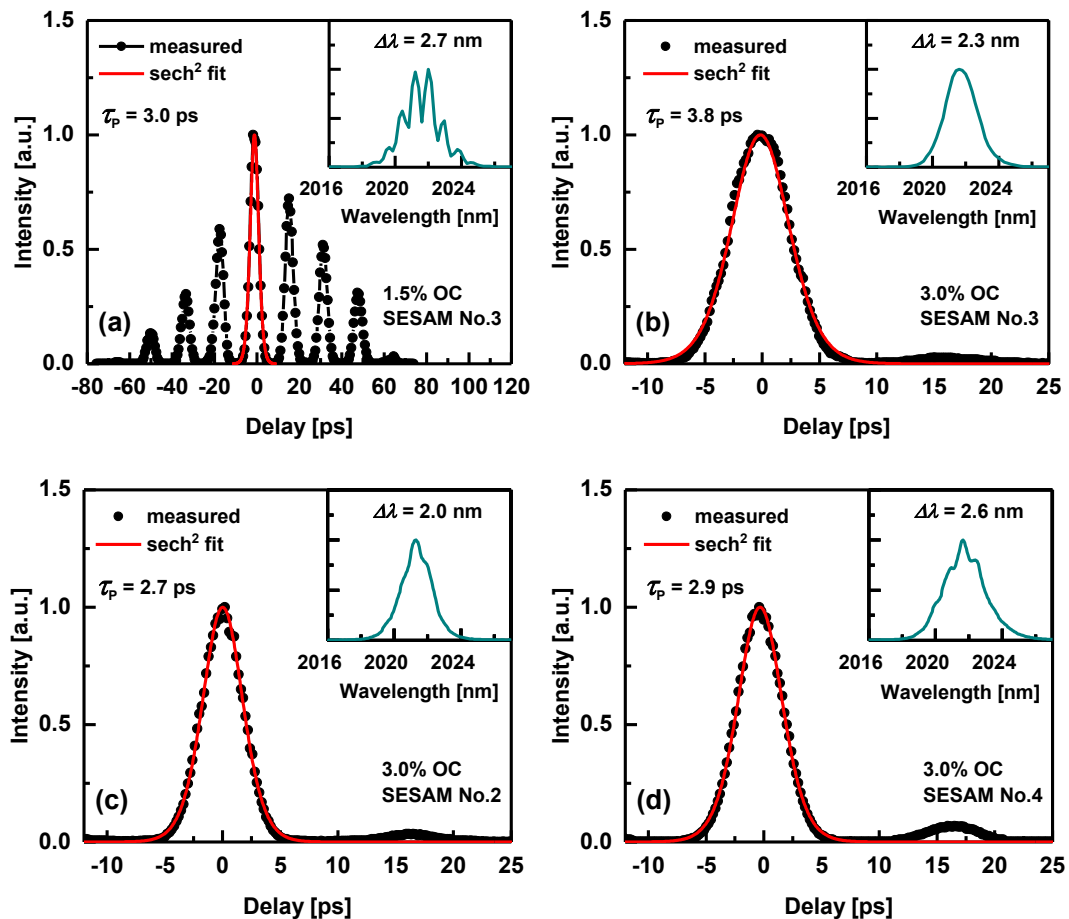 1.5
measured
sech² fit
τP = 3.0 ps
Δλ = 2.7 nm
2016 2020 2024
Wavelength [nm]
1.0
Intensity [a.u.]
0.5
1.5% OC
(a) SESAM No.3
0.0
-80 -60 -40 -20 0 20 40 60 80 100 120
Delay [ps]
1.5
measured
sech² fit
τP = 3.8 ps
Δλ = 2.3 nm
2016 2020 2024
Wavelength [nm]
1.0
Intensity [a.u.]
0.5
3.0% OC
(b) SESAM No.3
0.0
-10 -5 0 5 10 15 20 25
Delay [ps]
1.5
measured
sech² fit
τP = 2.7 ps
Δλ = 2.0 nm
2016 2020 2024
Wavelength [nm]
1.0
Intensity [a.u.]
0.5
3.0% OC
(c) SESAM No.2
0.0
-10 -5 0 5 10 15 20 25
Delay [ps]
1.5
measured
sech² fit
τP = 2.9 ps
Δλ = 2.6 nm
2016 2020 2024
Wavelength [nm]
1.0
Intensity [a.u.]
0.5
3.0% OC
(d) SESAM No.4
0.0
-10 -5 0 5 10 15 20 25
Delay [ps]